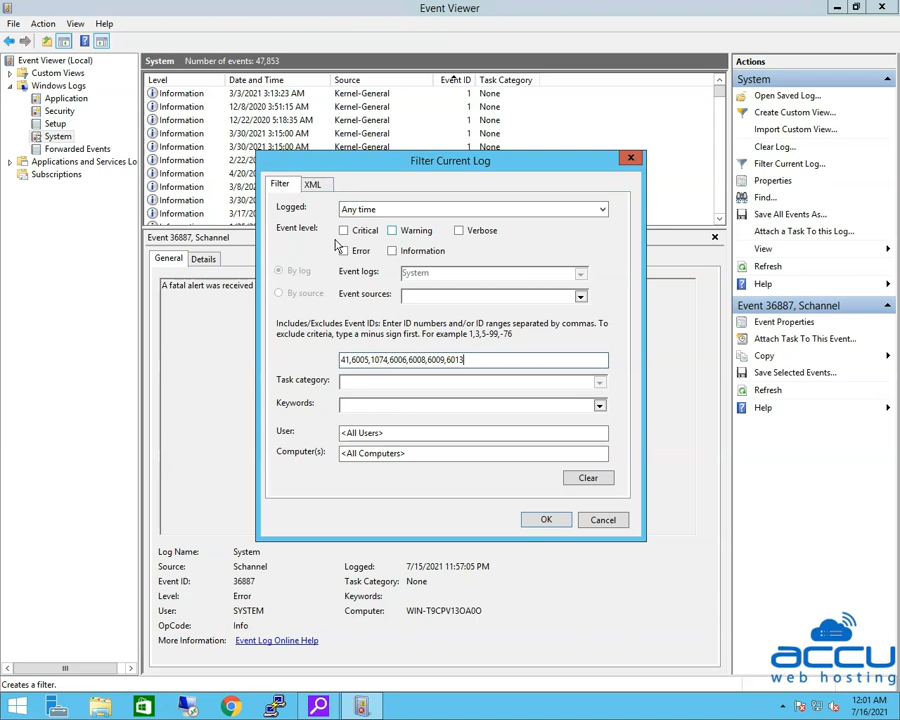 Event Viewer
File Action View Help
Event Viewer (Local)
Custom Views
Windows Logs
Application
Security
Setup
System
Forwarded Events
Applications and Services Lo
Subscriptions
System Number of events: 47,853
Level Date and Time Source Event ID Task Category
Information 3/3/2021 3:13:23 AM Kernel-General 1 None
Information 12/8/2020 3:51:15 AM Kernel-General 1 None
Information 12/22/2020 5:18:35 AM Kernel-General 1 None
Information 3/30/2021 3:15:00 AM Kernel-General 1 None
Information 3/30/2021 3:15:00 AM Kernel-General 1 None
Information 2/22/
Information 3/8/2
Information 3/30/
Information 3/17/
Event 36887, Schannel
General Details
A fatal alert was received
Log Name: System
Source: Schannel Logged: 7/15/2021 11:57:05 PM
Event ID: 36887 Task Category: None
Level: Error Keywords:
User: SYSTEM Computer: WIN-T9CPV13OA0O
OpCode: Info
More Information: Event Log Online Help
Filter Current Log
Filter XML
Logged: Any time
Event level: Critical Warning Verbose
Error Information
By log Event logs: System
By source Event sources:
Includes/Excludes Event IDs: Enter ID numbers and/or ID ranges separated by commas. To
exclude criteria, type a minus sign first. For example 1,3,5-99,-76
41,6005,1074,6006,6008,6009,6013
Task category:
Keywords:
User: <All Users>
Computer(s): <All Computers>
Clear
OK Cancel
Actions
System
Open Saved Log...
Create Custom View...
Import Custom View...
Clear Log...
Filter Current Log...
Properties
Find...
Save All Events As...
Attach a Task To this Log...
View
Refresh
Help
Event 36887, Schannel
Event Properties
Attach Task To This Event...
Copy
Save Selected Events...
Refresh
Help
accu
web hosting
Creates a filter.
12:01 AM
7/16/2021